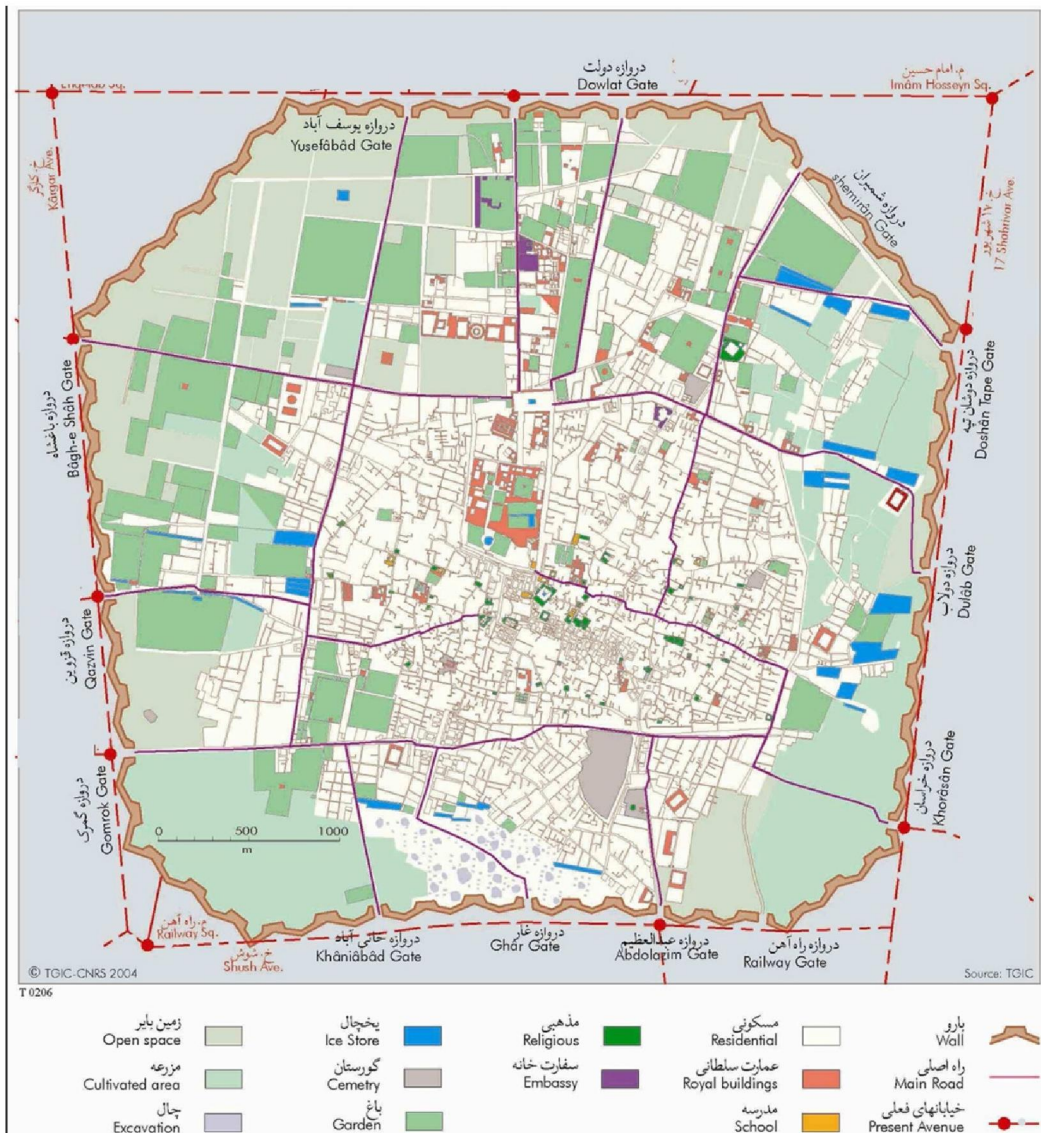 دروازه دولت
Dowlat Gate
م. امام حسین
Imâm Hosseyn Sq.
دروازه یوسف آباد
Yusefâbâd Gate
خ. کارگر
Kârgar Ave.
دروازه شمیران
shemirân Gate
خ. ۱۷ شهریور
17 Shahrivar Ave.
دروازه باغشاه
Bâgh-e Shâh Gate
دروازه دوشان تپه
Doshân Tape Gate
دروازه دولاب
Dulâb Gate
دروازه قزوین
Qazvin Gate
دروازه گمرک
Gomrok Gate
دروازه خراسان
Khorâsân Gate
0 500 1000
m
م. راه آهن
Railway Sq.
خ. شوش
Shush Ave.
دروازه خانی آباد
Khâniâbâd Gate
دروازه غار
Ghâr Gate
دروازه عبدالعظیم
Abdolazim Gate
دروازه راه آهن
Railway Gate
© TGIC-CNRS 2004
Source: TGIC
T 0206
زمین بایر
Open space
یخچال
Ice Store
مذهبی
Religious
مسکونی
Residential
بارو
Wall
مزرعه
Cultivated area
گورستان
Cemetry
سفارت خانه
Embassy
عمارت سلطانی
Royal buildings
راه اصلی
Main Road
چال
Excavation
باغ
Garden
مدرسه
School
خیابانهای فعلی
Present Avenue